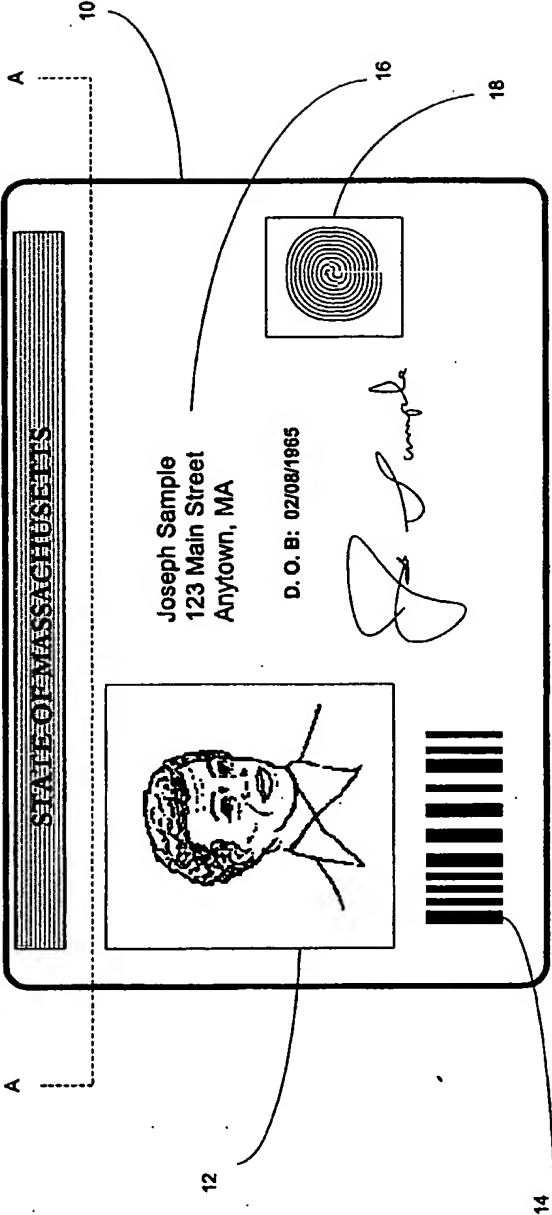 A A
10
STATE OF MASSACHUSETTS
Joseph Sample
123 Main Street
Anytown, MA
16
D. O. B: 02/08/1965
18
12
14